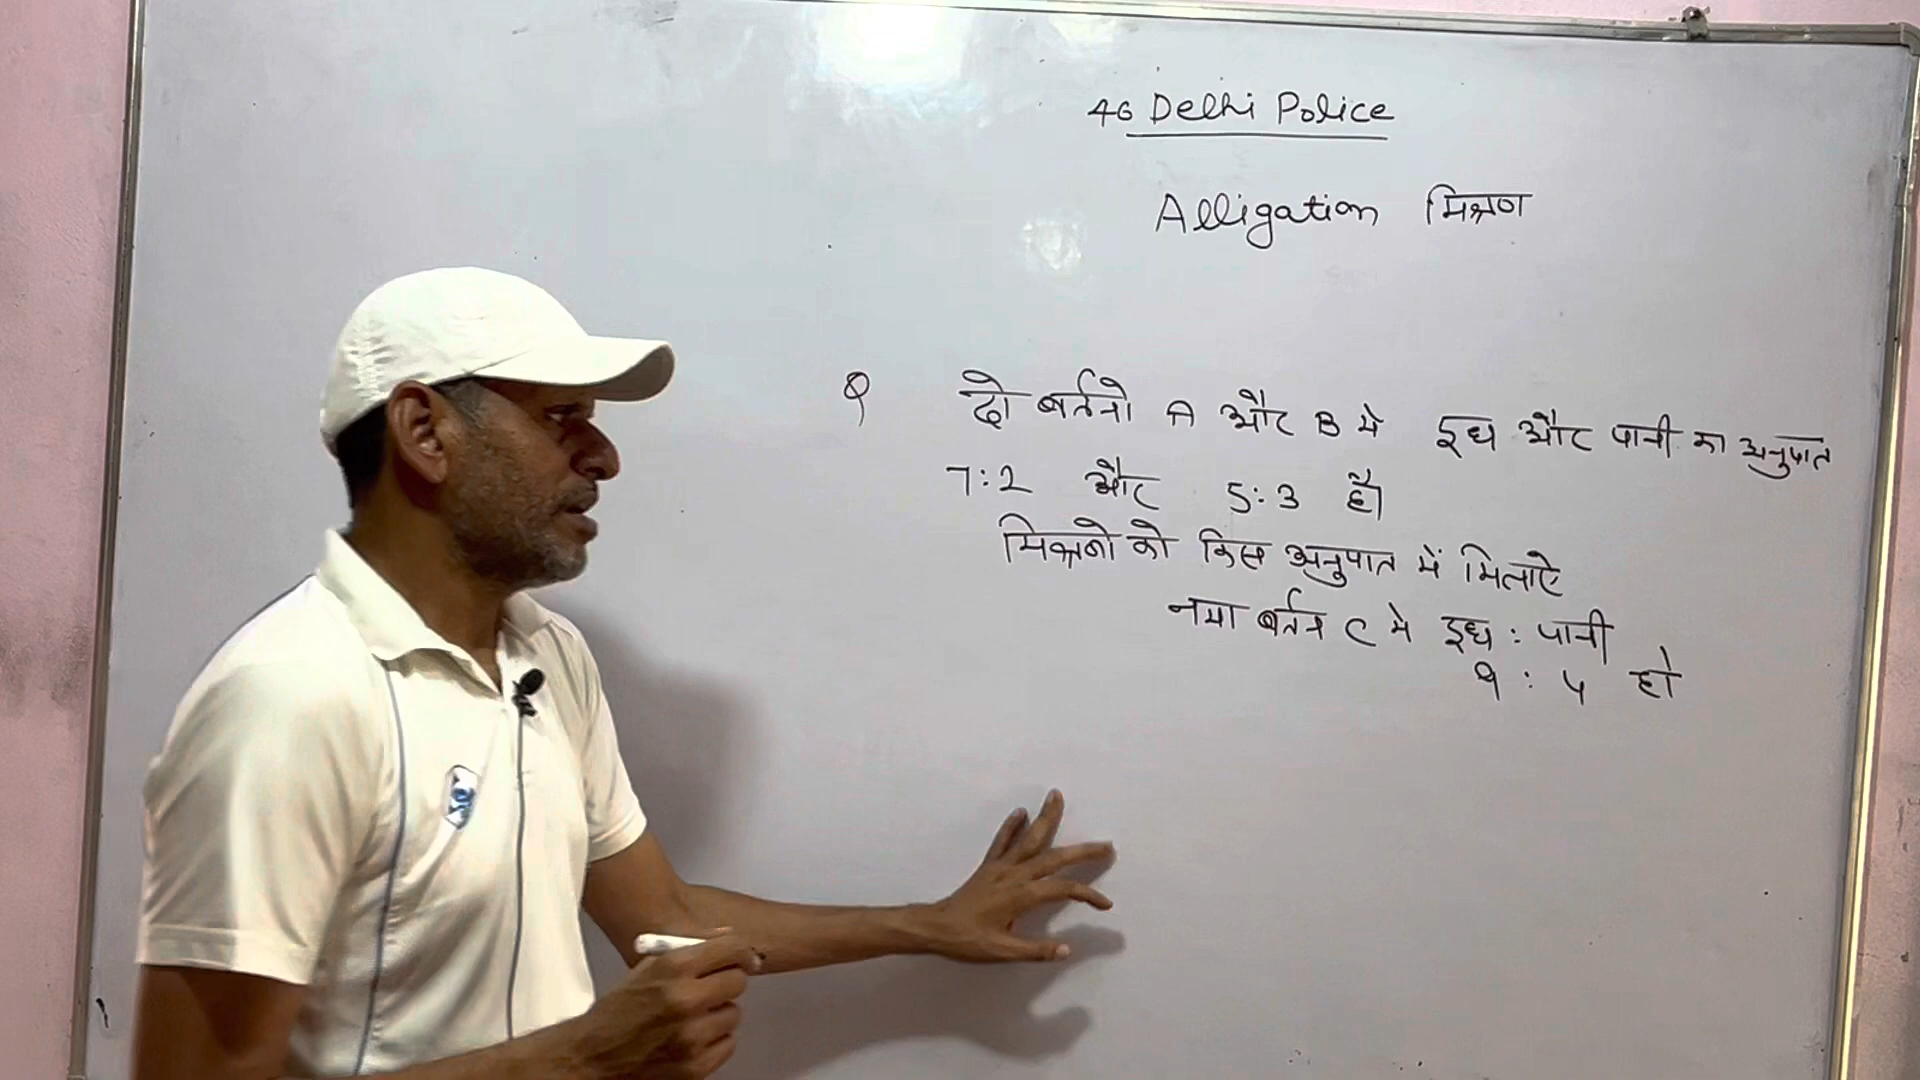 46 Delhi Police
Alligation मिश्रण
Q दो बर्तनो A और B मे दूध और पानी का अनुपात
7:2 और 5:3 है।
मिश्रणो को किस अनुपात में मिलाऐ
नया बर्तन C मे दूध : पानी
9 : 4 हो